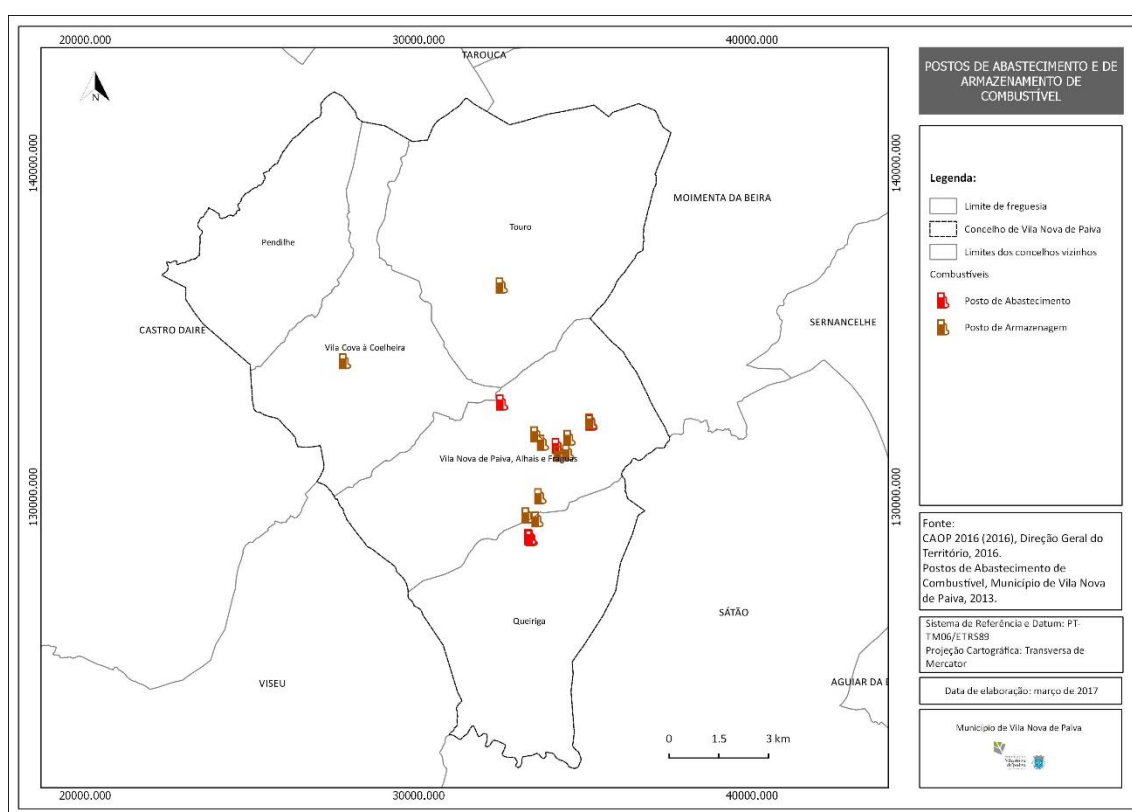 20000.000
30000.000
40000.000
140000.000
140000.000
130000.000
130000.000
20000.000
30000.000
40000.000
N
TAROUCA
MOIMENTA DA BEIRA
Touro
Pendilhe
CASTRO DAIRE
SERNANCELHE
Vila Cova à Coelheira
Vila Nova de Paiva, Alhais e Fráguas
Queiriga
SÁTÃO
VISEU
AGUIAR DA B
0 1.5 3 km
POSTOS DE ABASTECIMENTO E DE
ARMAZENAMENTO DE
COMBUSTÍVEL
Legenda:
Limite de freguesia
Concelho de Vila Nova de Paiva
Limites dos concelhos vizinhos
Combustíveis
Posto de Abastecimento
Posto de Armazenagem
Fonte:
CAOP 2016 (2016), Direção Geral do
Território, 2016.
Postos de Abastecimento de
Combustível, Município de Vila Nova
de Paiva, 2013.
Sistema de Referência e Datum: PT-
TM06/ETRS89
Projeção Cartográfica: Transversa de
Mercator
Data de elaboração: março de 2017
Município de Vila Nova de Paiva